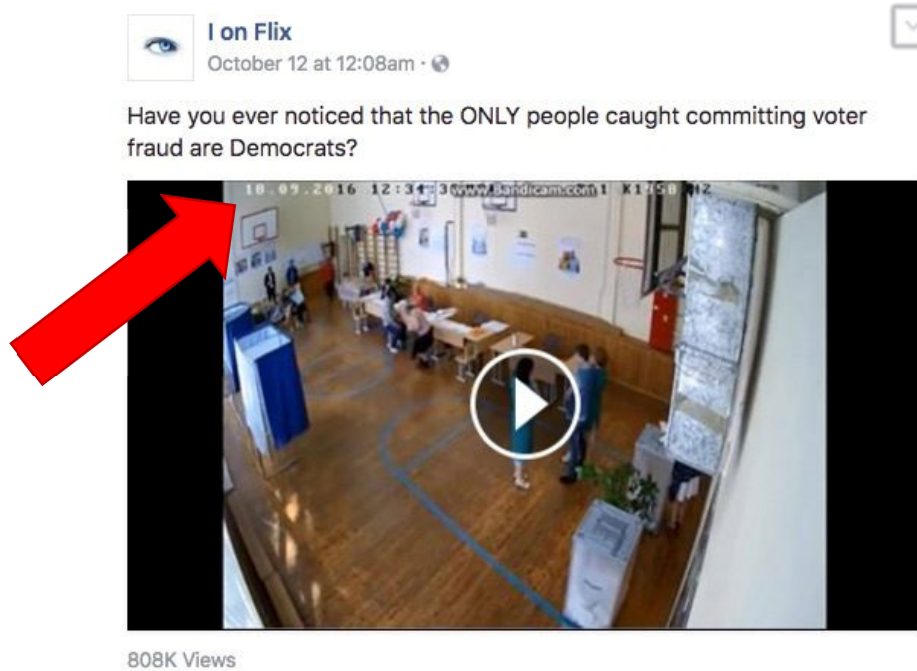 I on Flix
October 12 at 12:08am ·
Have you ever noticed that the ONLY people caught committing voter
fraud are Democrats?
18.09.2016 12:34:3 www.Bandicam.com
808K Views